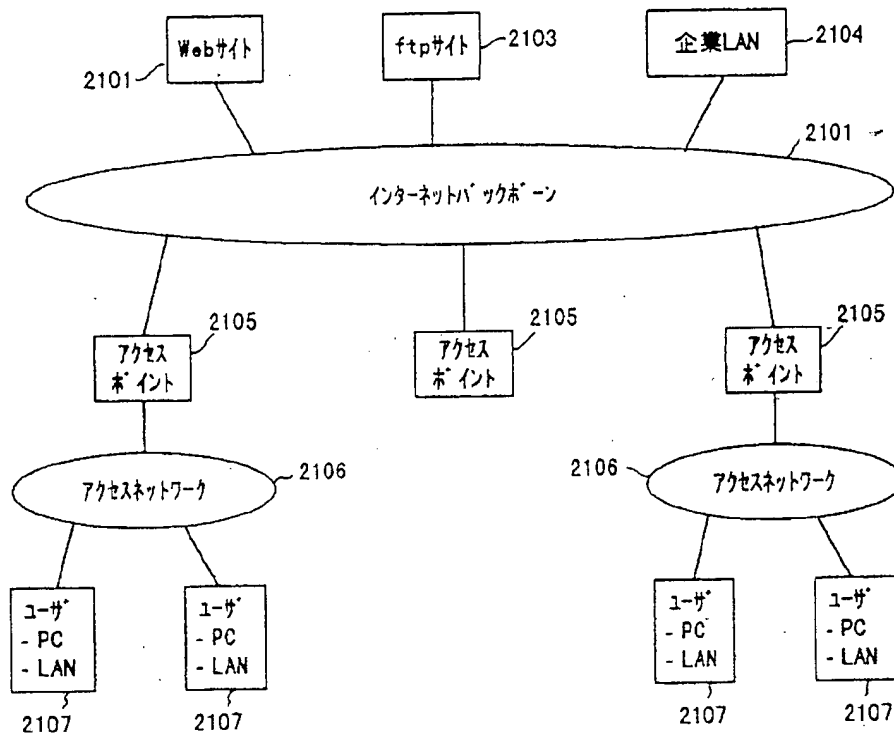 Webサイト
2101
ftpサイト
2103
企業LAN
2104
2101
インターネットバックボーン
2105
アクセス
ポイント
2105
アクセス
ポイント
2105
アクセス
ポイント
2106
アクセスネットワーク
2106
アクセスネットワーク
ユーザ
- PC
- LAN
2107
ユーザ
- PC
- LAN
2107
ユーザ
- PC
- LAN
2107
ユーザ
- PC
- LAN
2107